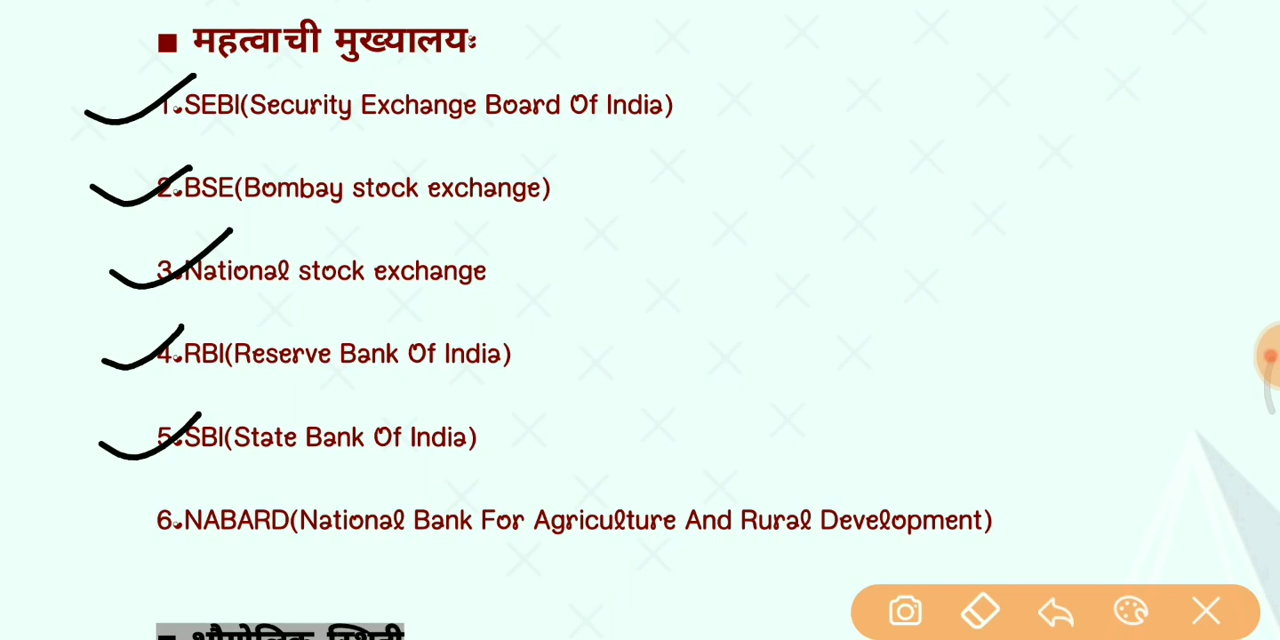 ■ महत्वाची मुख्यालयः
1.SEBI(Security Exchange Board Of India)
2.BSE(Bombay stock exchange)
3.National stock exchange
4.RBI(Reserve Bank Of India)
5.SBI(State Bank Of India)
6.NABARD(National Bank For Agriculture And Rural Development)
■ भौगोलिक स्थिती